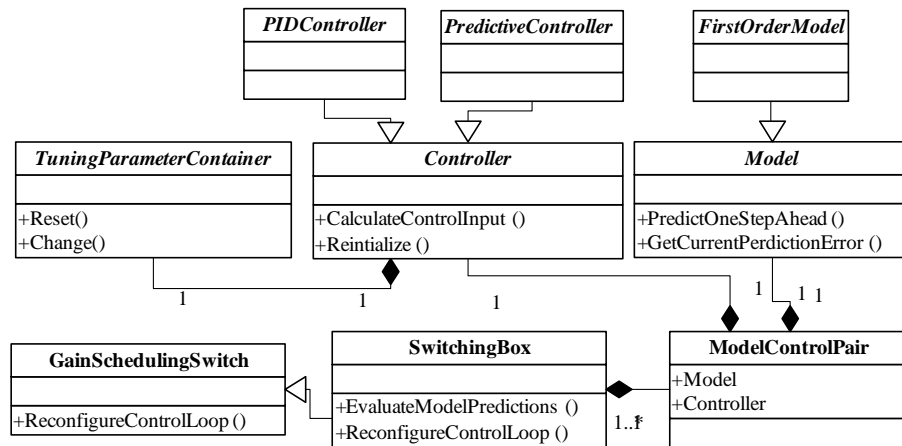 PIDController
PredictiveController
FirstOrderModel
TuningParameterContainer
+Reset()
+Change()
Controller
+CalculateControlInput ()
+Reintialize ()
Model
+PredictOneStepAhead ()
+GetCurrentPerdictionError ()
1
1
1
1
1
GainSchedulingSwitch
+ReconfigureControlLoop ()
SwitchingBox
+EvaluateModelPredictions ()
+ReconfigureControlLoop ()
ModelControlPair
+Model
+Controller
1..*